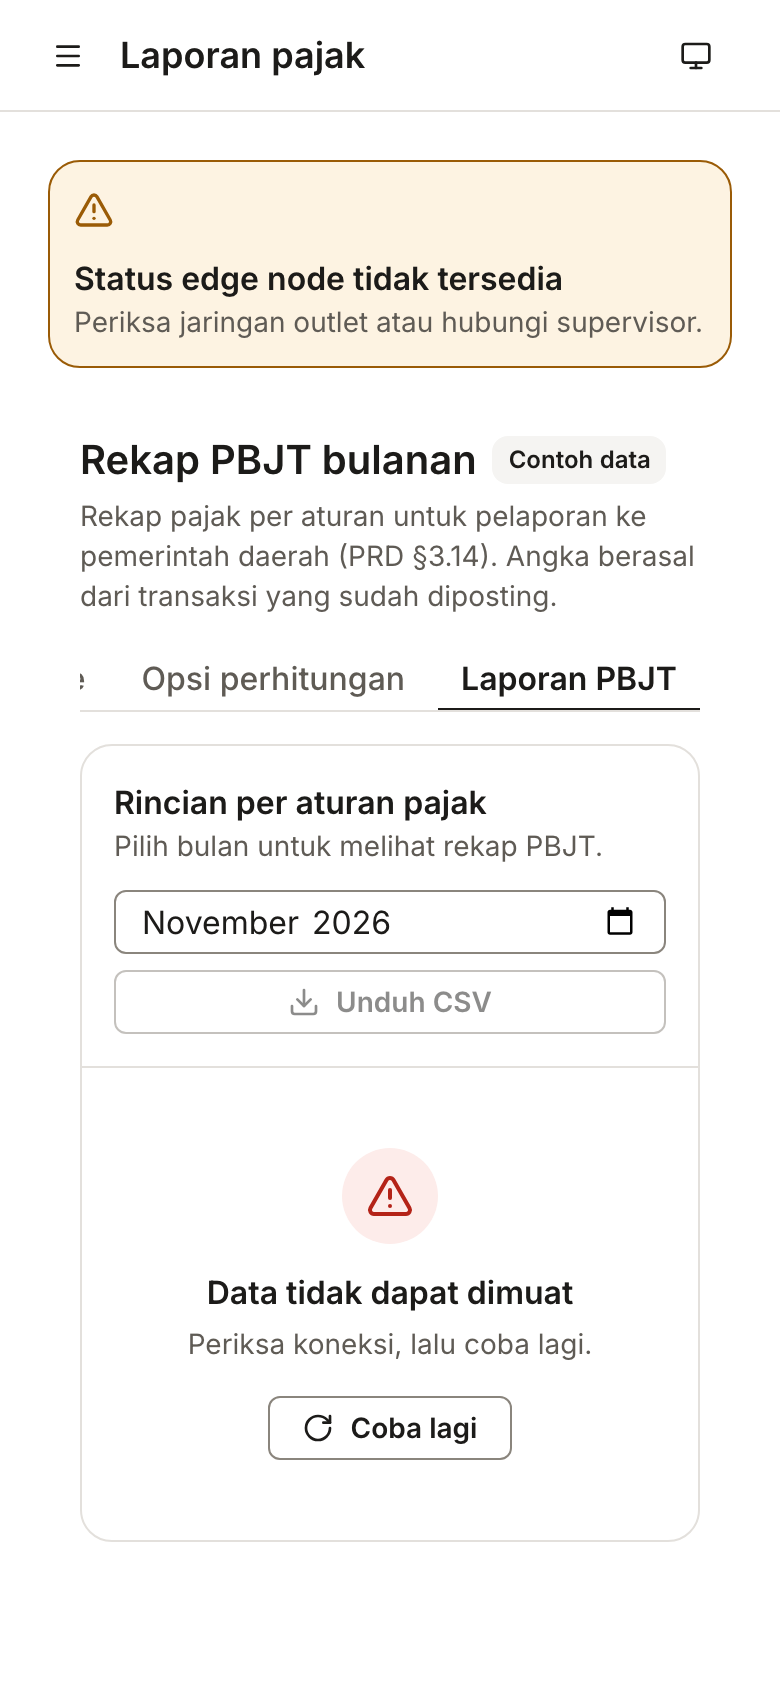 Laporan pajak
Status edge node tidak tersedia
Periksa jaringan outlet atau hubungi supervisor.
Rekap PBJT bulanan
Contoh data
Rekap pajak per aturan untuk pelaporan ke
pemerintah daerah (PRD §3.14). Angka berasal
dari transaksi yang sudah diposting.
Opsi perhitungan
Laporan PBJT
Rincian per aturan pajak
Pilih bulan untuk melihat rekap PBJT.
November 2026
Unduh CSV
Data tidak dapat dimuat
Periksa koneksi, lalu coba lagi.
Coba lagi